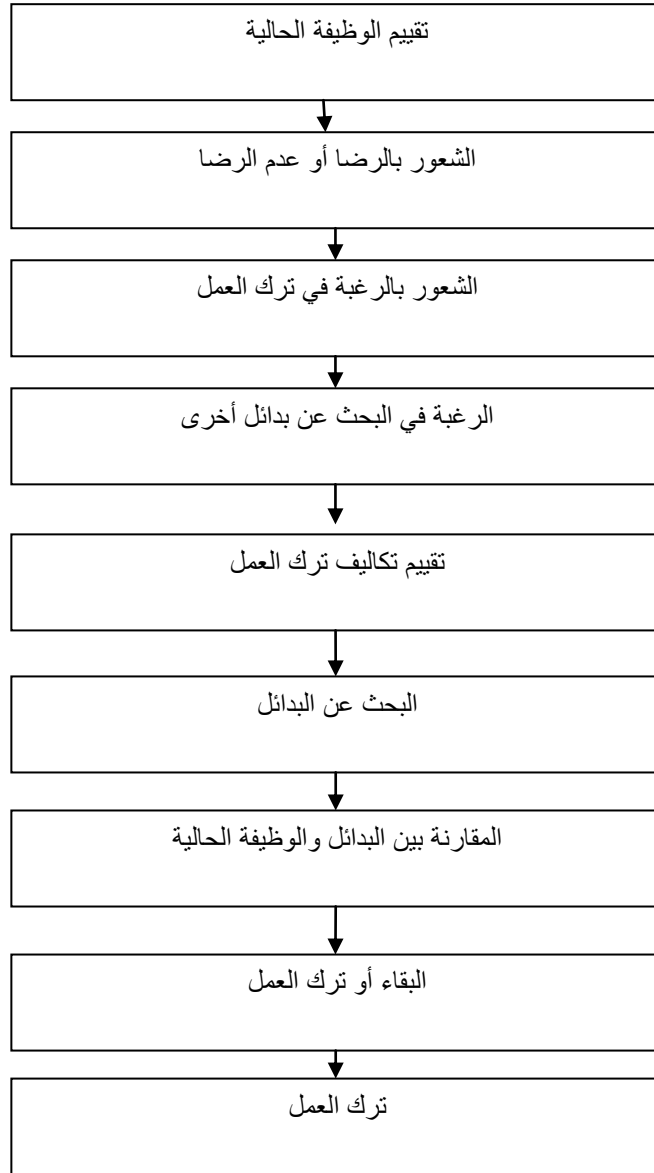 تقييم الوظيفة الحالية
الشعور بالرضا أو عدم الرضا
الشعور بالرغبة في ترك العمل
الرغبة في البحث عن بدائل أخرى
تقييم تكاليف ترك العمل
البحث عن البدائل
المقارنة بين البدائل والوظيفة الحالية
البقاء أو ترك العمل
ترك العمل